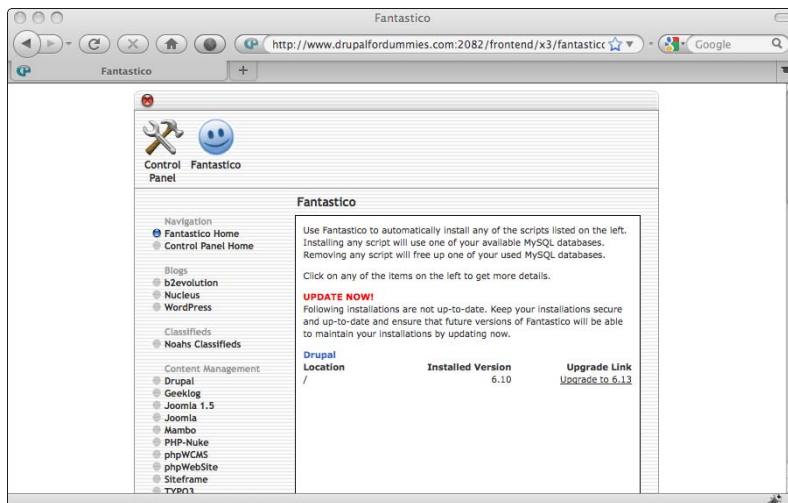 Fantastico
http://www.drupalfordummies.com:2082/frontend/x3/fantastic
Google
Fantastico
+
Control Panel
Fantastico
Fantastico
Navigation
Fantastico Home
Control Panel Home
Blogs
b2evolution
Nucleus
WordPress
Classifieds
Noahs Classifieds
Content Management
Drupal
Geeklog
Joomla 1.5
Joomla
Mambo
PHP-Nuke
phpWCMS
phpWebSite
Siteframe
TYPO3
Use Fantastico to automatically install any of the scripts listed on the left.
Installing any script will use one of your available MySQL databases.
Removing any script will free up one of your used MySQL databases.
Click on any of the items on the left to get more details.
UPDATE NOW!
Following installations are not up-to-date. Keep your installations secure
and up-to-date and ensure that future versions of Fantastico will be able
to maintain your installations by updating now.
Drupal
Location Installed Version Upgrade Link
/ 6.10 Upgrade to 6.13